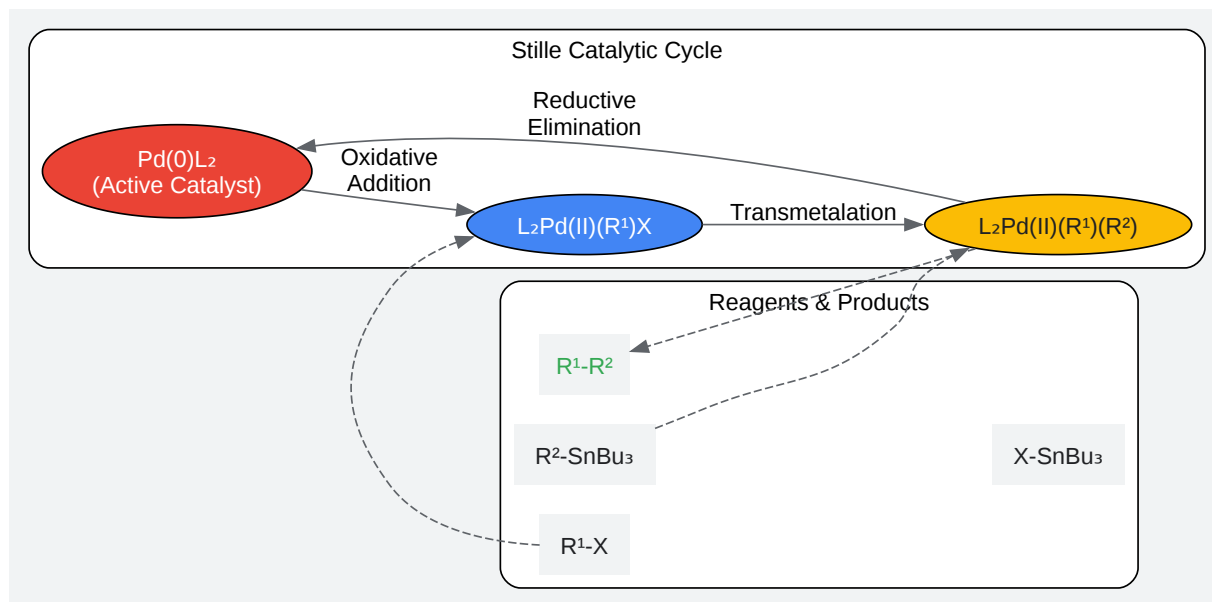 Stille Catalytic Cycle
Reductive
Elimination
Pd(0)L₂
(Active Catalyst)
Oxidative
Addition
L₂Pd(II)(R¹)X
Transmetalation
L₂Pd(II)(R¹)(R²)
Reagents & Products
R¹-R²
R²-SnBu₃
X-SnBu₃
R¹-X